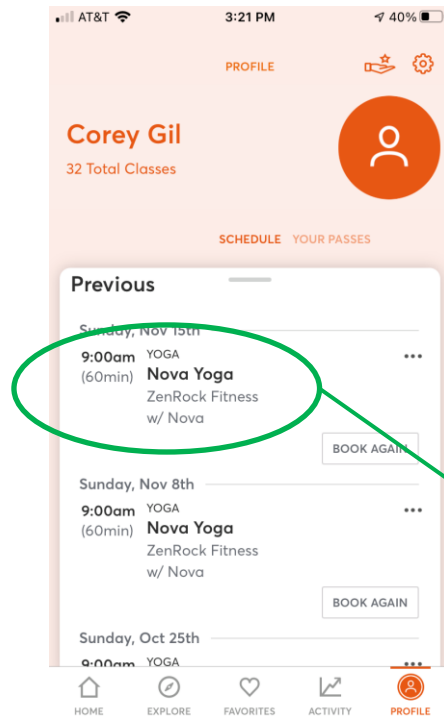 AT&T 3:21 PM 40%
PROFILE
Corey Gil
32 Total Classes
SCHEDULE YOUR PASSES
Previous
Sunday, Nov 15th
9:00am YOGA
(60min) Nova Yoga
ZenRock Fitness
w/ Nova
BOOK AGAIN
Sunday, Nov 8th
9:00am YOGA
(60min) Nova Yoga
ZenRock Fitness
w/ Nova
BOOK AGAIN
Sunday, Oct 25th
9:00am YOGA
HOME EXPLORE FAVORITES ACTIVITY PROFILE